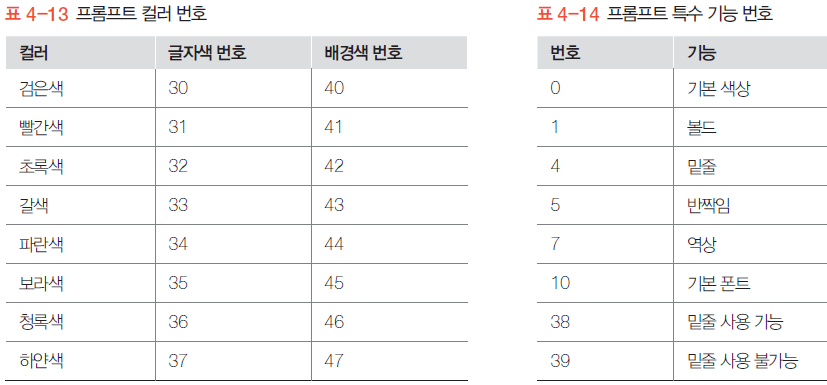 표 4-13 프롬프트 컬러 번호
컬러 글자색 번호 배경색 번호
검은색 30 40
빨간색 31 41
초록색 32 42
갈색 33 43
파란색 34 44
보라색 35 45
청록색 36 46
하얀색 37 47
표 4-14 프롬프트 특수 기능 번호
번호 기능
0 기본 색상
1 볼드
4 밑줄
5 반짝임
7 역상
10 기본 폰트
38 밑줄 사용 가능
39 밑줄 사용 불가능